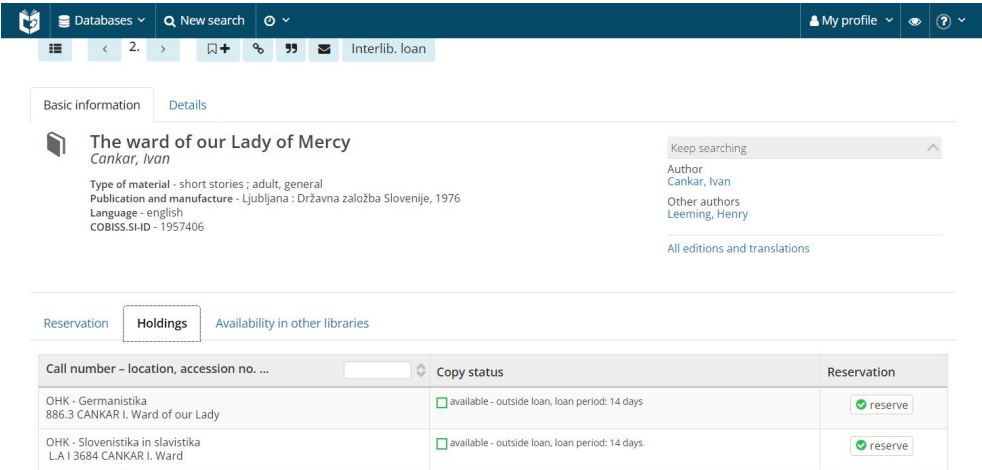 Databases New search My profile
2. Interlib. loan
Basic information Details
The ward of our Lady of Mercy
Cankar, Ivan
Type of material - short stories ; adult, general
Publication and manufacture - Ljubljana : Državna založba Slovenije, 1976
Language - english
COBISS.SI-ID - 1957406
Keep searching
Author
Cankar, Ivan
Other authors
Leeming, Henry
All editions and translations
Reservation Holdings Availability in other libraries
Call number – location, accession no. ... Copy status Reservation
OHK - Germanistika
886.3 CANKAR I. Ward of our Lady
available - outside loan, loan period: 14 days
reserve
OHK - Slovenistika in slavistika
L.A I 3684 CANKAR I. Ward
available - outside loan, loan period: 14 days
reserve